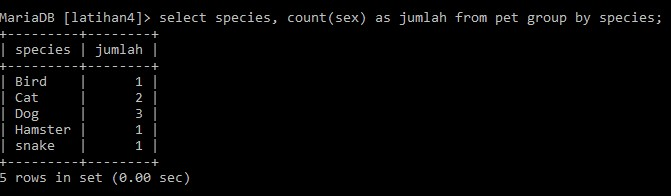 MariaDB [latihan4]> select species, count(sex) as jumlah from pet group by species;
+---------+--------+
| species | jumlah |
+---------+--------+
| Bird    |      1 |
| Cat     |      2 |
| Dog     |      3 |
| Hamster |      1 |
| snake   |      1 |
+---------+--------+
5 rows in set (0.00 sec)